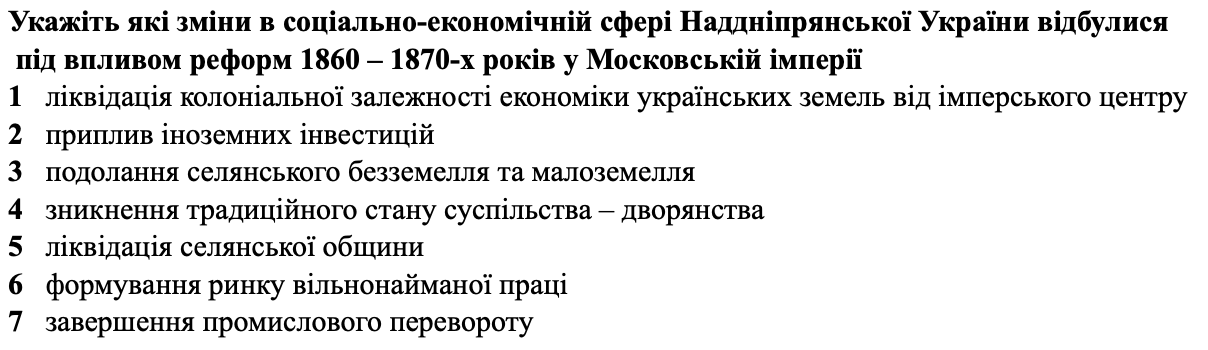 Укажіть які зміни в соціально-економічній сфері Наддніпрянської України відбулися
під впливом реформ 1860 – 1870-х років у Московській імперії
1 ліквідація колоніальної залежності економіки українських земель від імперського центру
2 приплив іноземних інвестицій
3 подолання селянського безземелля та малоземелля
4 зникнення традиційного стану суспільства – дворянства
5 ліквідація селянської общини
6 формування ринку вільнонайманої праці
7 завершення промислового перевороту